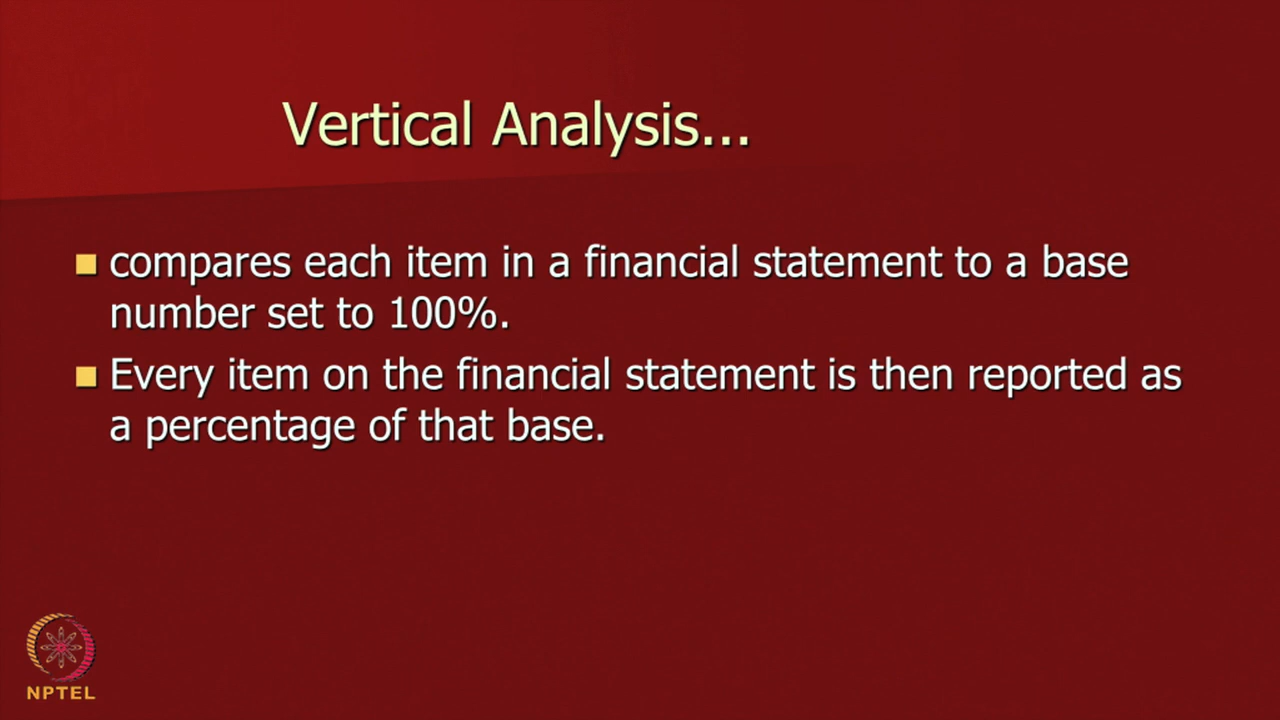 Vertical Analysis...
compares each item in a financial statement to a base
number set to 100%.
Every item on the financial statement is then reported as
a percentage of that base.
NPTEL